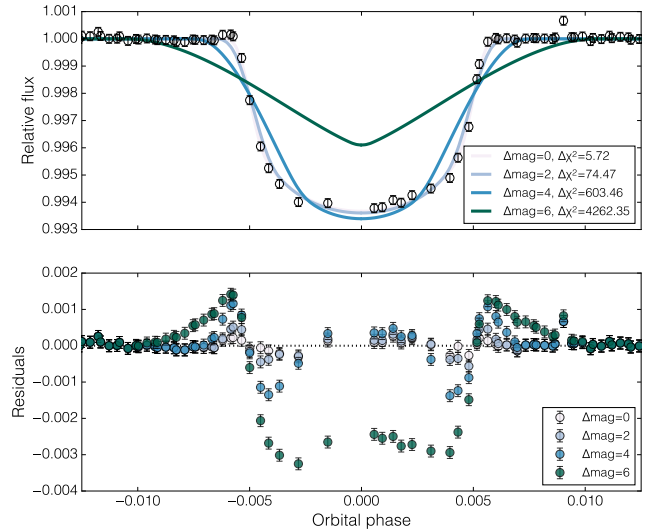 1.001
1.000
0.999
0.998
0.997
0.996
0.995
0.994
0.993
Relative flux
Δmag=0, Δχ²=5.72
Δmag=2, Δχ²=74.47
Δmag=4, Δχ²=603.46
Δmag=6, Δχ²=4262.35
0.002
0.001
0.000
−0.001
−0.002
−0.003
−0.004
Residuals
Δmag=0
Δmag=2
Δmag=4
Δmag=6
−0.010
−0.005
0.000
0.005
0.010
Orbital phase